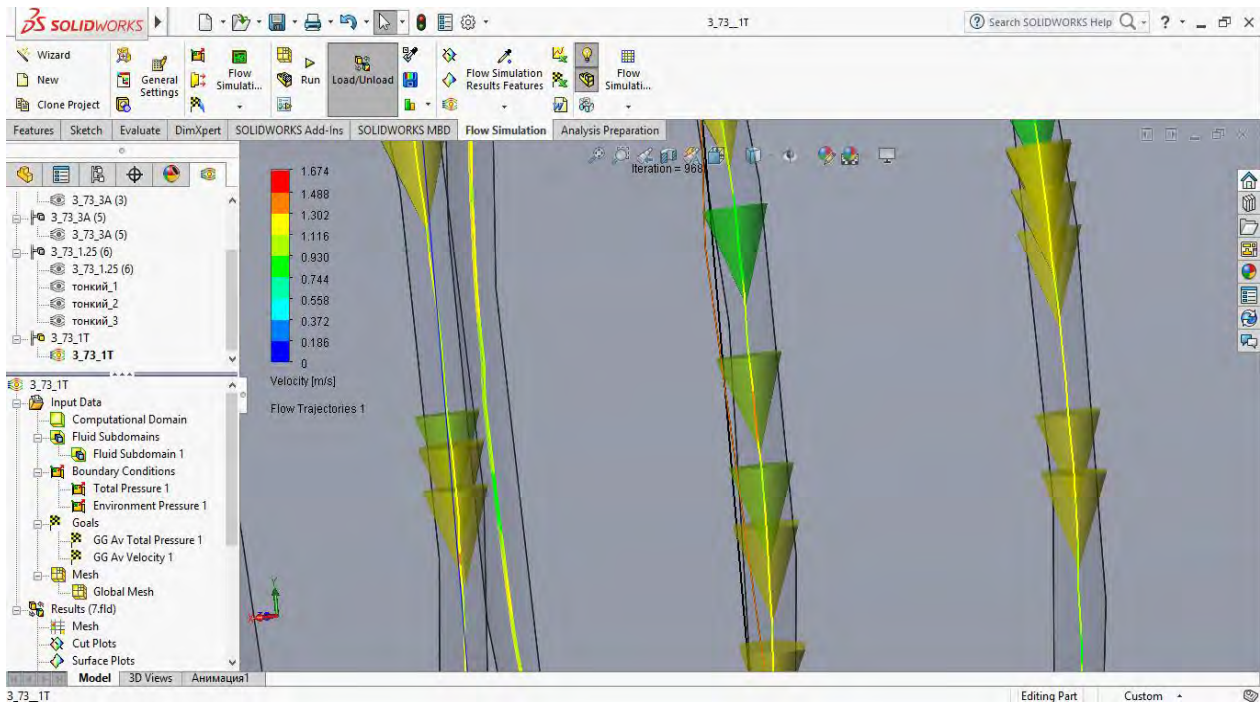 SOLIDWORKS
3_73__1T
Search SOLIDWORKS Help
?
Wizard
New
Clone Project
General Settings
Flow Simulati...
Run
Load/Unload
Flow Simulation Results Features
Flow Simulati...
Features
Sketch
Evaluate
DimXpert
SOLIDWORKS Add-Ins
SOLIDWORKS MBD
Flow Simulation
Analysis Preparation
3_73_3A (3)
3_73_3A (5)
3_73_3A (5)
3_73_1.25 (6)
3_73_1.25 (6)
тонкий_1
тонкий_2
тонкий_3
3_73_1T
3_73_1T
3_73_1T
Input Data
Computational Domain
Fluid Subdomains
Fluid Subdomain 1
Boundary Conditions
Total Pressure 1
Environment Pressure 1
Goals
GG Av Total Pressure 1
GG Av Velocity 1
Mesh
Global Mesh
Results (7.fld)
Mesh
Cut Plots
Surface Plots
1.674
1.488
1.302
1.116
0.930
0.744
0.558
0.372
0.186
0
Velocity [m/s]
Flow Trajectories 1
Iteration = 968
Y
Model
3D Views
Анимация1
3_73__1T
Editing Part
Custom